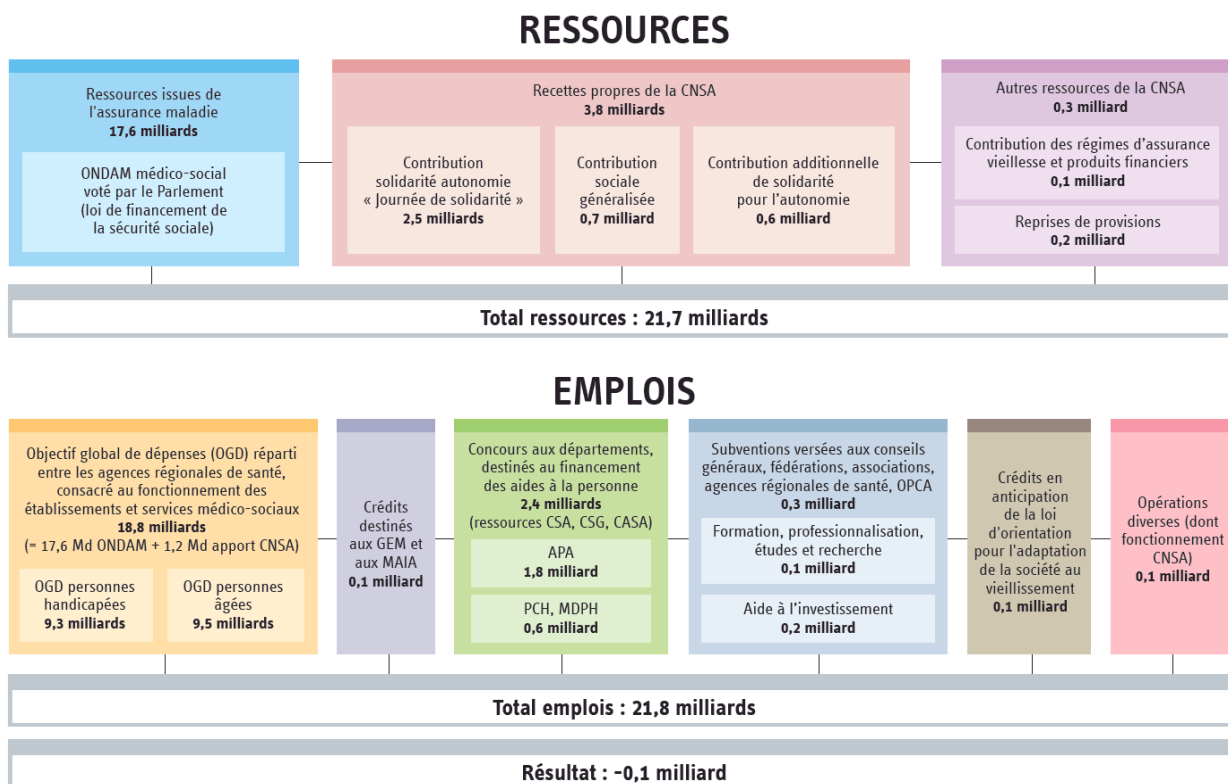 RESSOURCES
Ressources issues de
l'assurance maladie
17,6 milliards
ONDAM médico-social
voté par le Parlement
(loi de financement de
la sécurité sociale)
Recettes propres de la CNSA
3,8 milliards
Contribution
solidarité autonomie
« Journée de solidarité »
2,5 milliards
Contribution
sociale
généralisée
0,7 milliard
Contribution additionnelle
de solidarité
pour l'autonomie
0,6 milliard
Autres ressources de la CNSA
0,3 milliard
Contribution des régimes d'assurance
vieillesse et produits financiers
0,1 milliard
Reprises de provisions
0,2 milliard
Total ressources : 21,7 milliards
EMPLOIS
Objectif global de dépenses (OGD) réparti
entre les agences régionales de santé,
consacré au fonctionnement des
établissements et services médico-sociaux
18,8 milliards
(= 17,6 Md ONDAM + 1,2 Md apport CNSA)
OGD personnes
handicapées
9,3 milliards
OGD personnes
âgées
9,5 milliards
Crédits
destinés
aux GEM et
aux MAIA
0,1 milliard
Concours aux départements,
destinés au financement
des aides à la personne
2,4 milliards
(ressources CSA, CSG, CASA)
APA
1,8 milliard
PCH, MDPH
0,6 milliard
Subventions versées aux conseils
généraux, fédérations, associations,
agences régionales de santé, OPCA
0,3 milliard
Formation, professionnalisation,
études et recherche
0,1 milliard
Aide à l'investissement
0,2 milliard
Crédits en
anticipation
de la loi
d'orientation
pour l'adaptation
de la société au
vieillissement
0,1 milliard
Opérations
diverses (dont
fonctionnement
CNSA)
0,1 milliard
Total emplois : 21,8 milliards
Résultat : -0,1 milliard